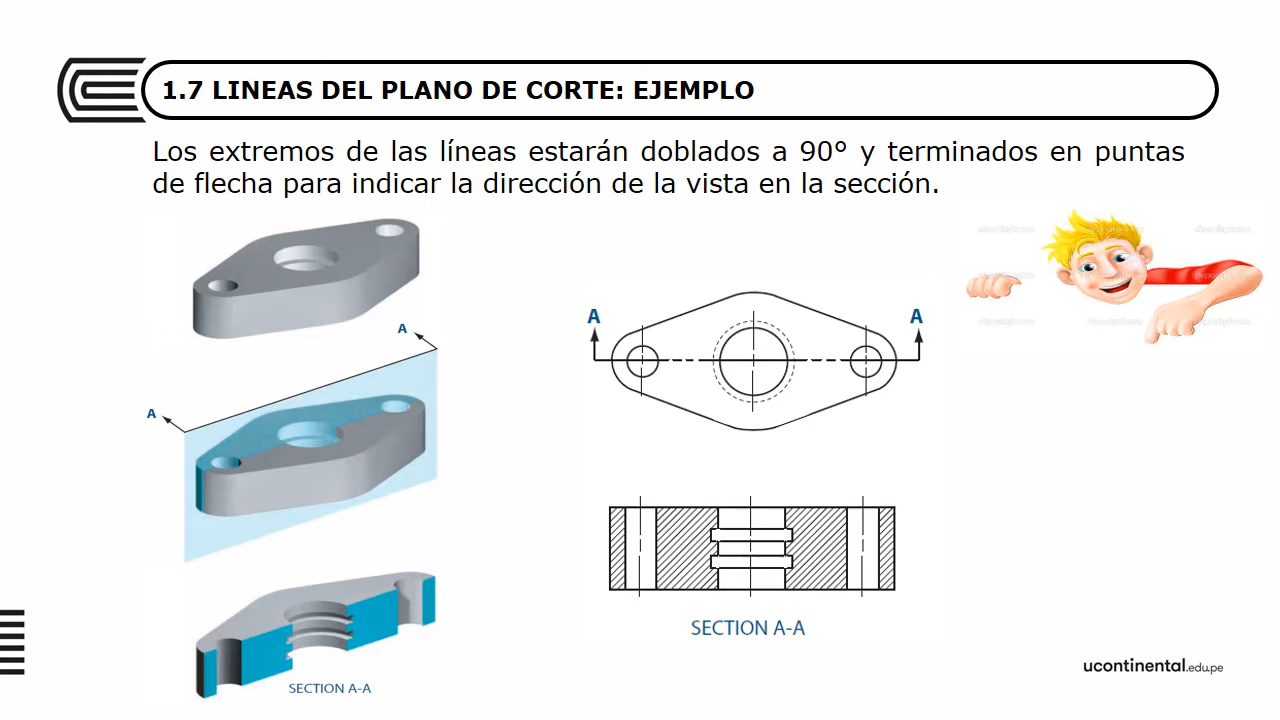 1.7 LINEAS DEL PLANO DE CORTE: EJEMPLO
Los extremos de las líneas estarán doblados a 90° y terminados en puntas
de flecha para indicar la dirección de la vista en la sección.
A
A
A
A
SECTION A-A
SECTION A-A
ucontinental.edu.pe